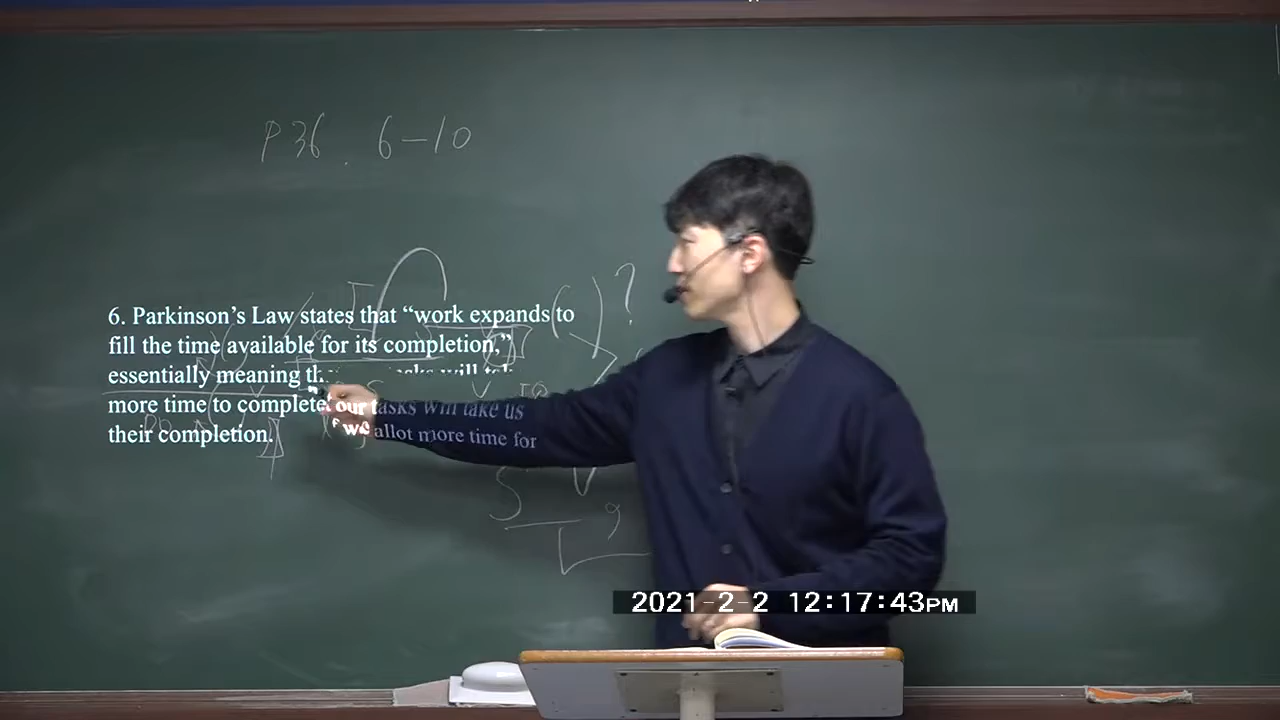 P36. 6-10
6. Parkinson's Law states that "work expands to
fill the time available for its completion,"
essentially meaning tasks will
more time to complete our tasks will take us
we allot more time for
their completion.
( ) ?
2021-2-2 12:17:43PM